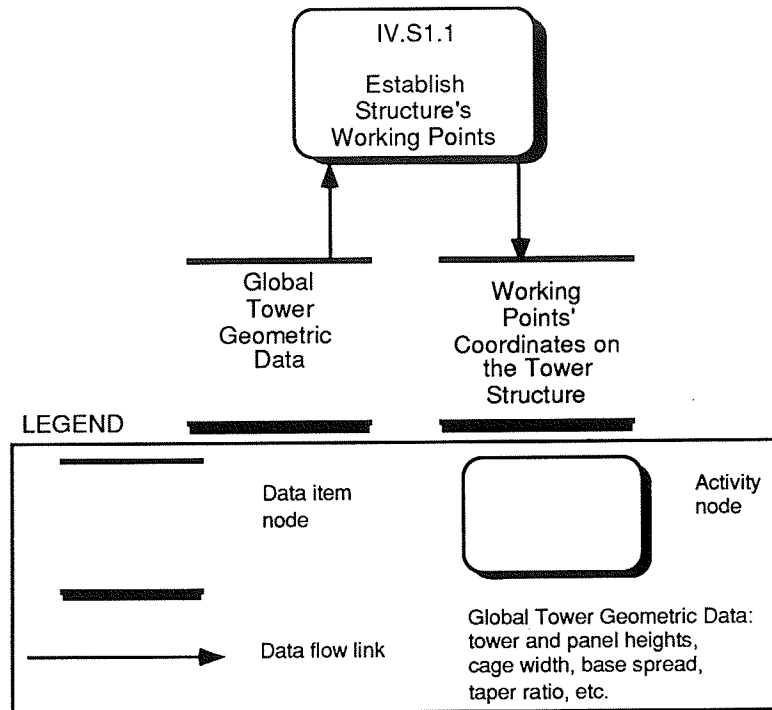 IV.S1.1
Establish
Structure's
Working Points
Global
Tower
Geometric
Data
Working
Points'
Coordinates on
the Tower
Structure
LEGEND
Data item
node
Activity
node
Data flow link
Global Tower Geometric Data:
tower and panel heights,
cage width, base spread,
taper ratio, etc.